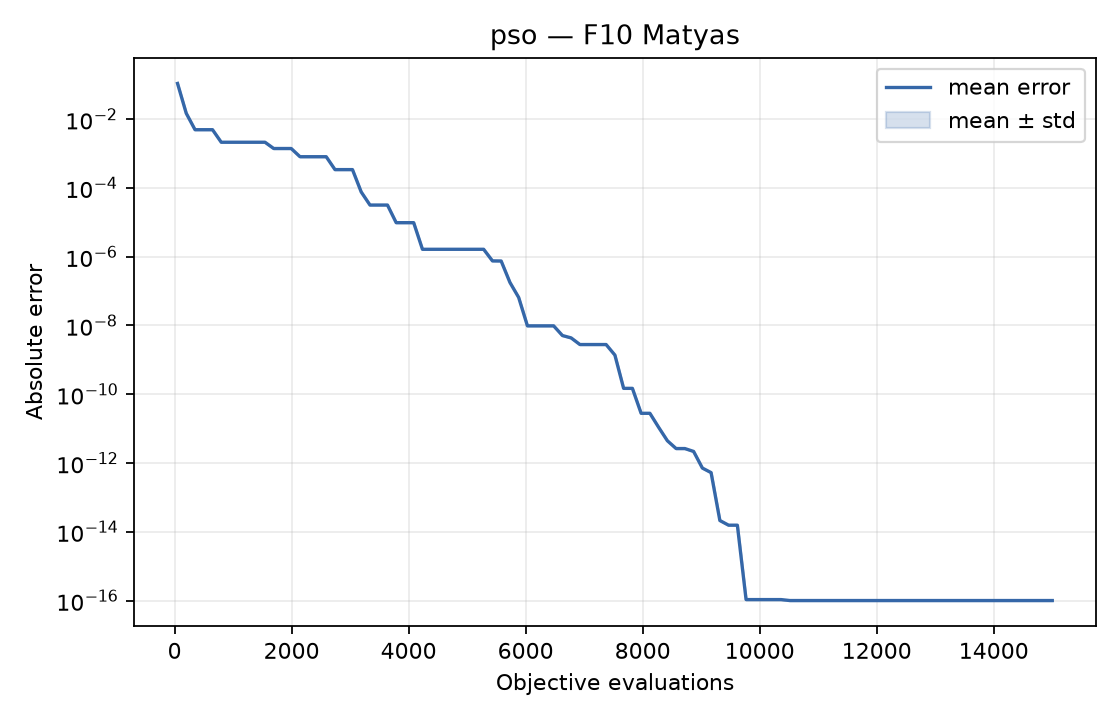 pso — F10 Matyas
mean error
mean ± std
Absolute error
10⁻²
10⁻⁴
10⁻⁶
10⁻⁸
10⁻¹⁰
10⁻¹²
10⁻¹⁴
10⁻¹⁶
0 2000 4000 6000 8000 10000 12000 14000
Objective evaluations